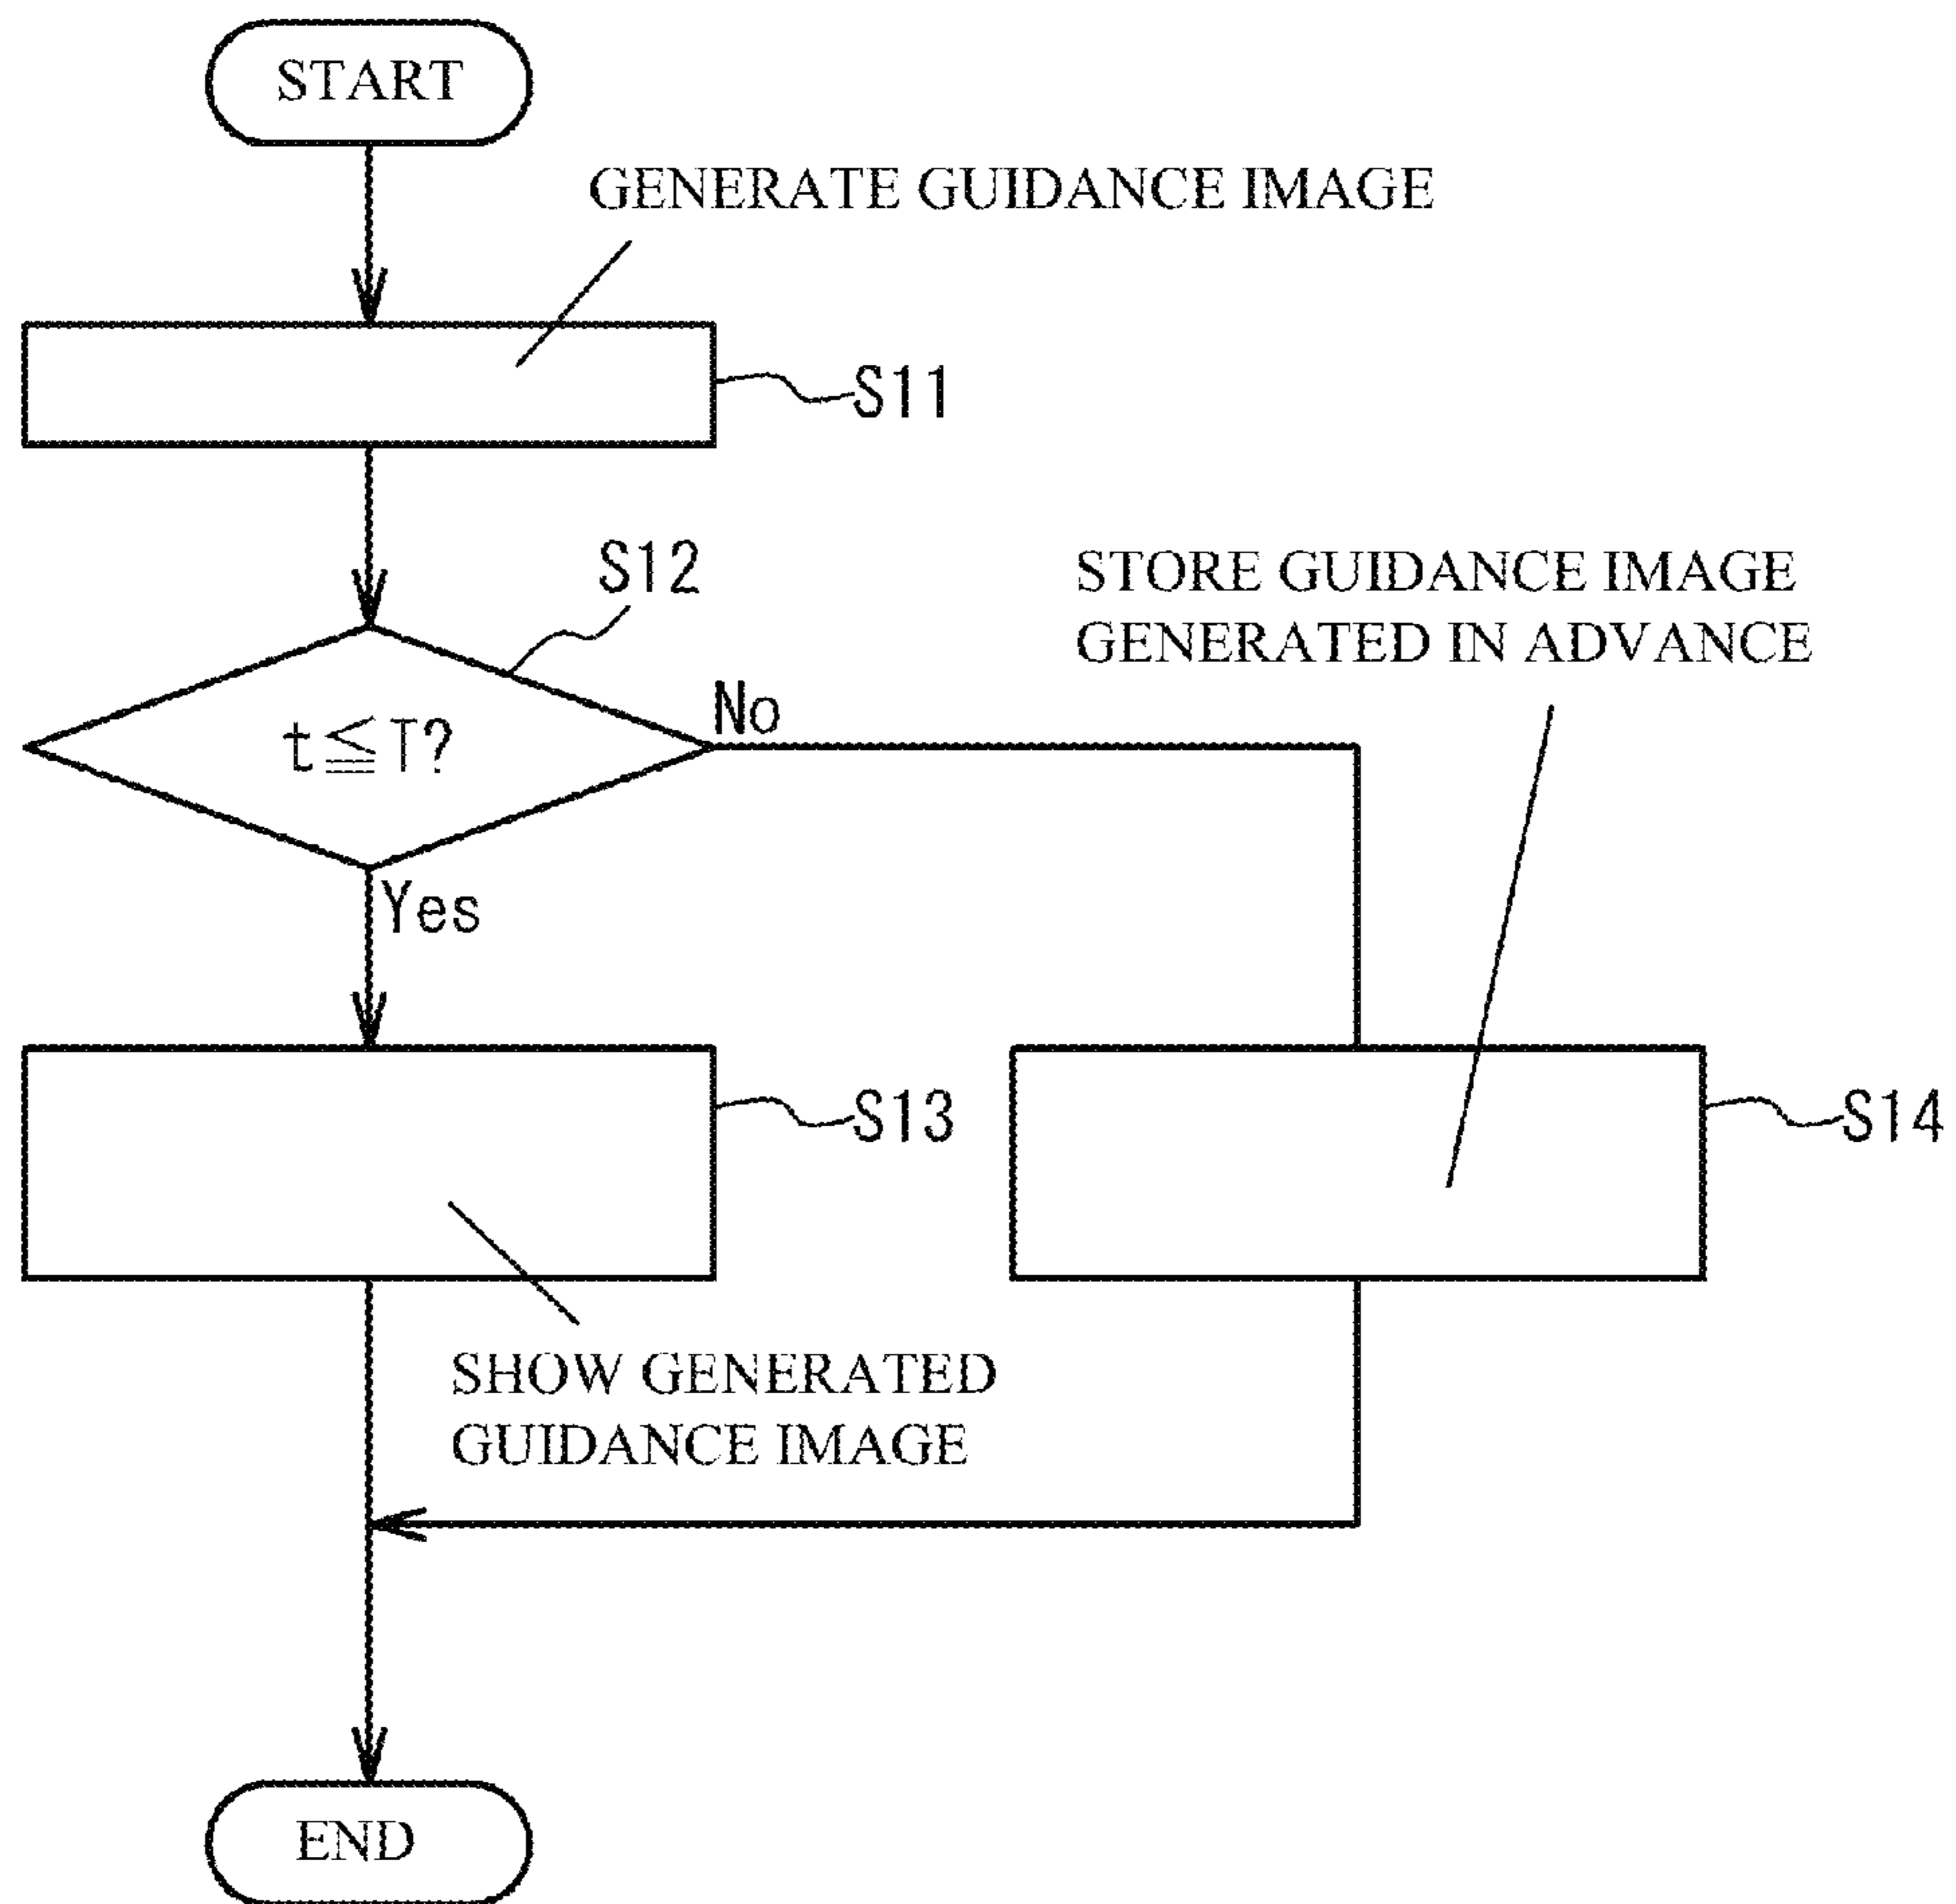 START
GENERATE GUIDANCE IMAGE
S11
S12
STORE GUIDANCE IMAGE
GENERATED IN ADVANCE
t≦T?
No
Yes
S13
S14
SHOW GENERATED
GUIDANCE IMAGE
END